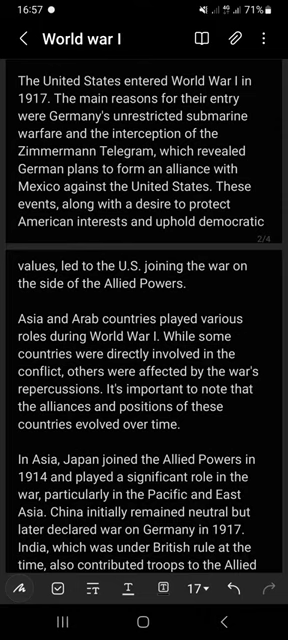 16:57
4G
71%
World war I
The United States entered World War I in
1917. The main reasons for their entry
were Germany's unrestricted submarine
warfare and the interception of the
Zimmermann Telegram, which revealed
German plans to form an alliance with
Mexico against the United States. These
events, along with a desire to protect
American interests and uphold democratic
2/4
values, led to the U.S. joining the war on
the side of the Allied Powers.
Asia and Arab countries played various
roles during World War I. While some
countries were directly involved in the
conflict, others were affected by the war's
repercussions. It's important to note that
the alliances and positions of these
countries evolved over time.
In Asia, Japan joined the Allied Powers in
1914 and played a significant role in the
war, particularly in the Pacific and East
Asia. China initially remained neutral but
later declared war on Germany in 1917.
India, which was under British rule at the
time, also contributed troops to the Allied
17